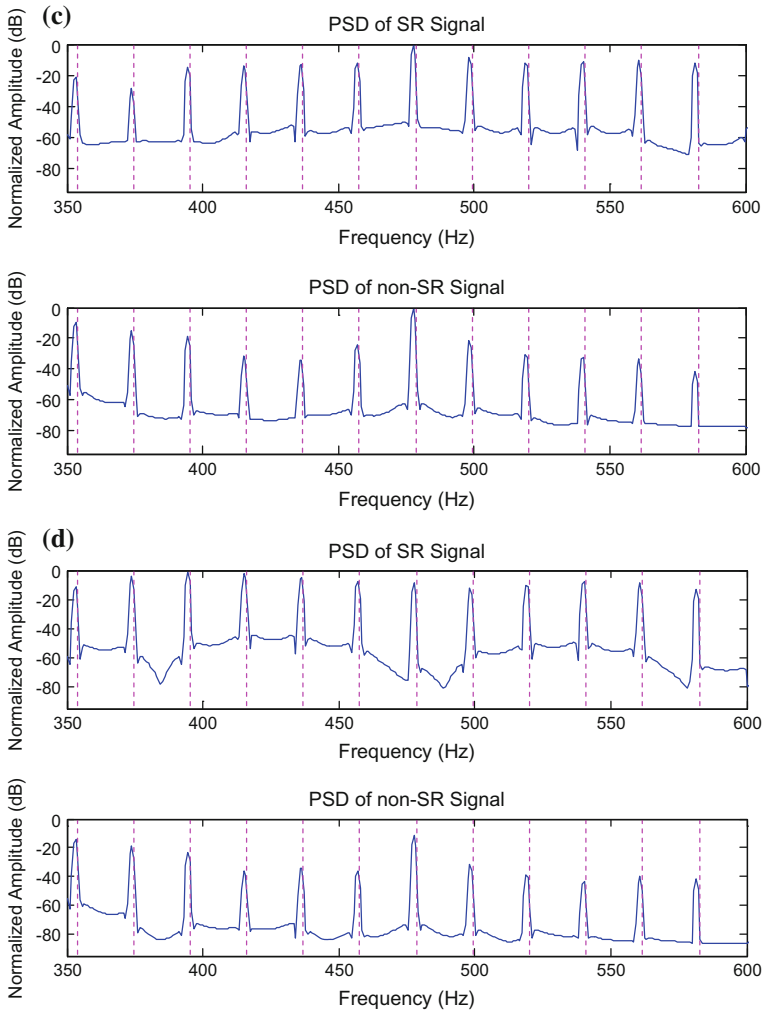 (c)
PSD of SR Signal
Normalized Amplitude (dB)
0
-20
-40
-60
-80
350 400 450 500 550 600
Frequency (Hz)
PSD of non-SR Signal
Normalized Amplitude (dB)
0
-20
-40
-60
-80
350 400 450 500 550 600
Frequency (Hz)
(d)
PSD of SR Signal
Normalized Amplitude (dB)
0
-20
-40
-60
-80
350 400 450 500 550 600
Frequency (Hz)
PSD of non-SR Signal
Normalized Amplitude (dB)
0
-20
-40
-60
-80
350 400 450 500 550 600
Frequency (Hz)